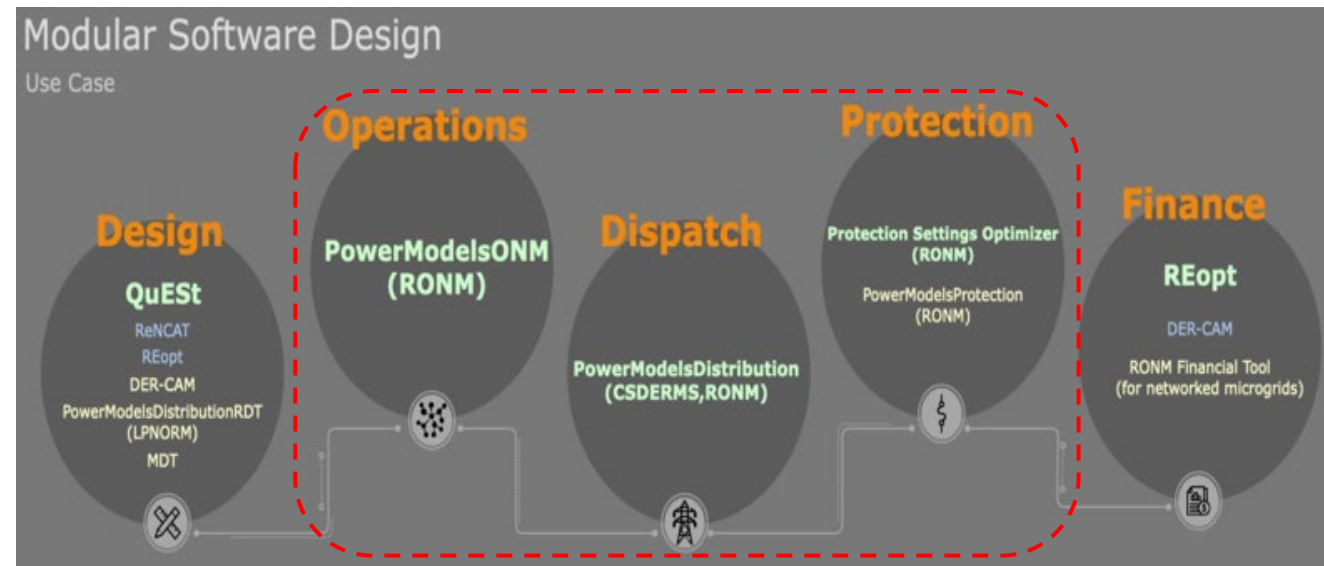 Modular Software Design
Use Case
Design
QuESt
ReNCAT
REopt
DER-CAM
PowerModelsDistributionRDT
(LPNORM)
MDT
Operations
PowerModelsONM
(RONM)
Dispatch
PowerModelsDistribution
(CSDERMS,RONM)
Protection
Protection Settings Optimizer
(RONM)
PowerModelsProtection
(RONM)
Finance
REopt
DER-CAM
RONM Financial Tool
(for networked microgrids)